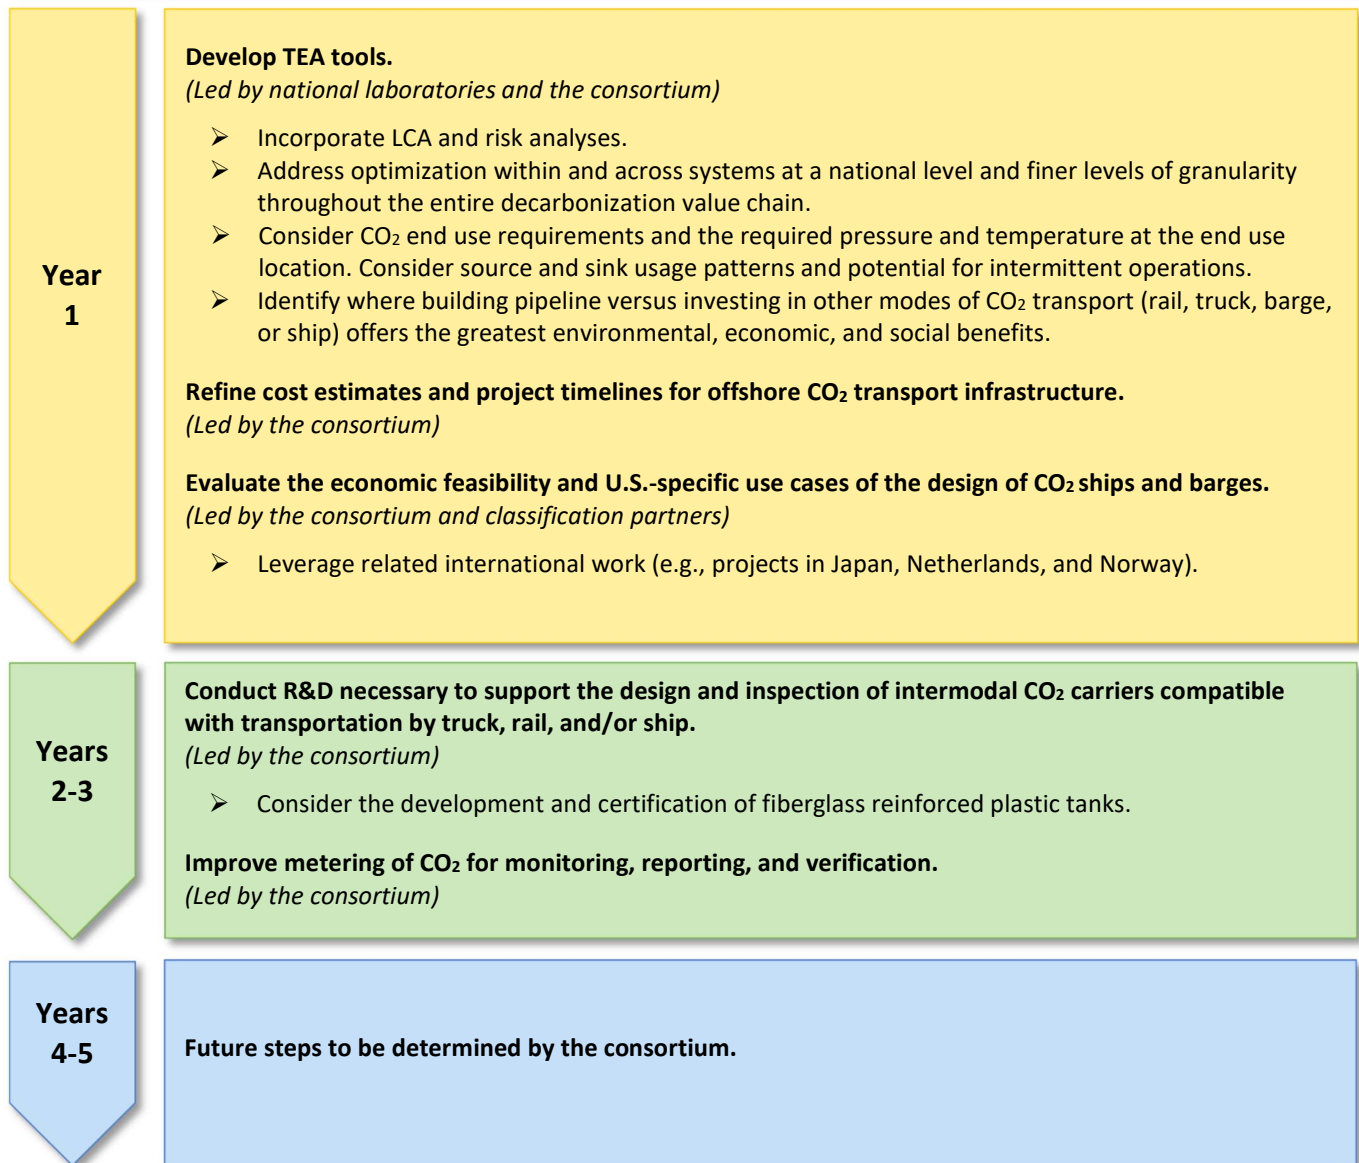 Year
1
Develop TEA tools.
(Led by national laboratories and the consortium)
➢ Incorporate LCA and risk analyses.
➢ Address optimization within and across systems at a national level and finer levels of granularity
throughout the entire decarbonization value chain.
➢ Consider CO₂ end use requirements and the required pressure and temperature at the end use
location. Consider source and sink usage patterns and potential for intermittent operations.
➢ Identify where building pipeline versus investing in other modes of CO₂ transport (rail, truck, barge,
or ship) offers the greatest environmental, economic, and social benefits.
Refine cost estimates and project timelines for offshore CO₂ transport infrastructure.
(Led by the consortium)
Evaluate the economic feasibility and U.S.-specific use cases of the design of CO₂ ships and barges.
(Led by the consortium and classification partners)
➢ Leverage related international work (e.g., projects in Japan, Netherlands, and Norway).
Years
2-3
Conduct R&D necessary to support the design and inspection of intermodal CO₂ carriers compatible
with transportation by truck, rail, and/or ship.
(Led by the consortium)
➢ Consider the development and certification of fiberglass reinforced plastic tanks.
Improve metering of CO₂ for monitoring, reporting, and verification.
(Led by the consortium)
Years
4-5
Future steps to be determined by the consortium.